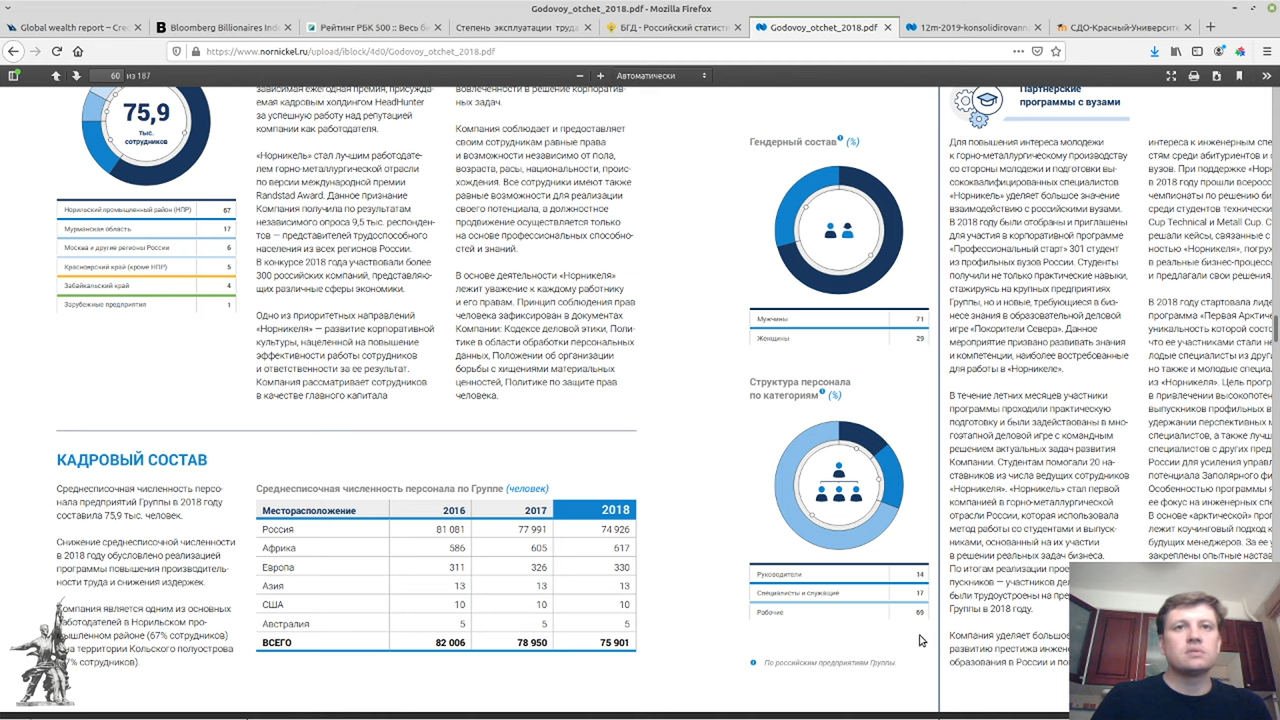 Godovoy_otchet_2018.pdf - Mozilla Firefox
Global wealth report – Cre
Bloomberg Billionaires Ind
Рейтинг РБК 500 :: Весь б
Степень эксплуатации труда
БГД - Российский статисти
Godovoy_otchet_2018.pdf
12m-2019-konsolidirovann
СДО-Красный-Университе
https://www.nornickel.ru/upload/iblock/4d0/Godovoy_otchet_2018.pdf
60 из 187
Автоматически
75,9
тыс.
сотрудников
Норильский промышленный район (НПР) 67
Мурманская область 17
Москва и другие регионы России 6
Красноярский край (кроме НПР) 5
Забайкальский край 4
Зарубежные предприятия 1
зависимая ежегодная премия, присужда-
емая кадровым холдингом HeadHunter
за успешную работу над репутацией
компании как работодателя.
«Норникель» стал лучшим работодате-
лем горно-металлургической отрасли
по версии международной премии
Randstad Award. Данное признание
Компания получила по результатам
независимого опроса 9,5 тыс. респонден-
тов — представителей трудоспособного
населения из всех регионов России.
В конкурсе 2018 года участвовали более
300 российских компаний, представляю-
щих различные сферы экономики.
Одно из приоритетных направлений
«Норникеля» — развитие корпоративной
культуры, нацеленной на повышение
эффективности работы сотрудников
и ответственности за ее результат.
Компания рассматривает сотрудников
в качестве главного капитала
вовлеченности в решение корпоратив-
ных задач.
Компания соблюдает и предоставляет
своим сотрудникам равные права
и возможности независимо от пола,
возраста, расы, национальности, проис-
хождения. Все сотрудники имеют также
равные возможности для реализации
своего потенциала, а должностное
продвижение осуществляется только
на основе профессиональных способно-
стей и знаний.
В основе деятельности «Норникеля»
лежит уважение к каждому работнику
и его правам. Принцип соблюдения прав
человека зафиксирован в документах
Компании: Кодексе деловой этики, Поли-
тике в области обработки персональных
данных, Положении об организации
борьбы с хищениями материальных
ценностей, Политике по защите прав
человека.
КАДРОВЫЙ СОСТАВ
Среднесписочная численность персо-
нала предприятий Группы в 2018 году
составила 75,9 тыс. человек.
Снижение среднесписочной численности
в 2018 году обусловлено реализацией
программы повышения производитель-
ности труда и снижения издержек.
Компания является одним из основных
работодателей в Норильском про-
мышленном районе (67% сотрудников)
на территории Кольского полуострова
(17% сотрудников).
Среднесписочная численность персонала по Группе (человек)
Месторасположение 2016 2017 2018
Россия 81 081 77 991 74 926
Африка 586 605 617
Европа 311 326 330
Азия 13 13 13
США 10 10 10
Австралия 5 5 5
ВСЕГО 82 006 78 950 75 901
Гендерный состав (%)
Мужчины 71
Женщины 29
Структура персонала
по категориям (%)
Руководители 14
Специалисты и служащие 17
Рабочие 69
По российским предприятиям Группы.
Партнерские
программы с вузами
Для повышения интереса молодежи
к горно-металлургическому производству
со стороны молодежи и подготовки вы-
сококвалифицированных специалистов
«Норникель» уделяет большое значение
взаимодействию с российскими вузами.
В 2018 году были отобраны и приглашены
для участия в корпоративной программе
«Профессиональный старт» 301 студент
из профильных вузов России. Студенты
получили не только практические навыки,
стажируясь на крупных предприятиях
Группы, но и новые, требующиеся в биз-
несе знания в образовательной деловой
игре «Покорители Севера». Данное
мероприятие призвано развивать знания
и компетенции, наиболее востребованные
для работы в «Норникеле».
В течение летних месяцев участники
программы проходили практическую
подготовку и были задействованы в мно-
гоэтапной деловой игре с командным
решением актуальных задач развития
Компании. Студентам помогали 20 на-
ставников из числа ведущих сотрудников
«Норникеля». «Норникель» стал первой
компанией в горно-металлургической
отрасли России, которая использовала
метод работы со студентами и выпуск-
никами, основанный на их участии
в решении реальных задач бизнеса.
По итогам реализации прое
пускников — участников дел
были трудоустроены на пре
Группы в 2018 году.
Компания уделяет большое
развитию престижа инжен
образования в России и по
интереса к инженерным спе
стям среди абитуриентов и с
вузов. При поддержке «Норн
в 2018 году прошло всеросс
чемпионаты по решению би
среди студентов технически
Cup Technical и Metall Cup. С
решали кейсы, связанные с
ностью «Норникеля», погруж
в реальные бизнес-процесс
и предлагали свои решения.
В 2018 году стартовала лиде
программа «Первая Арктиче
уникальность которой состо
что ее участниками стали не
лодые специалисты из други
но также и молодые специал
из «Норникеля». Цель програ
в привлечении высокопотен
выпускников профильных в
удержании перспективных м
специалистов, а также лучш
специалистов с других пред
России для усиления управл
потенциала Заполярного фи
Особенностью программы я
ее фокус на инженерных пр
В основе «арктической» прог
лежит коучинговый подход к
будущих менеджеров. За ее
закреплены опытные настав